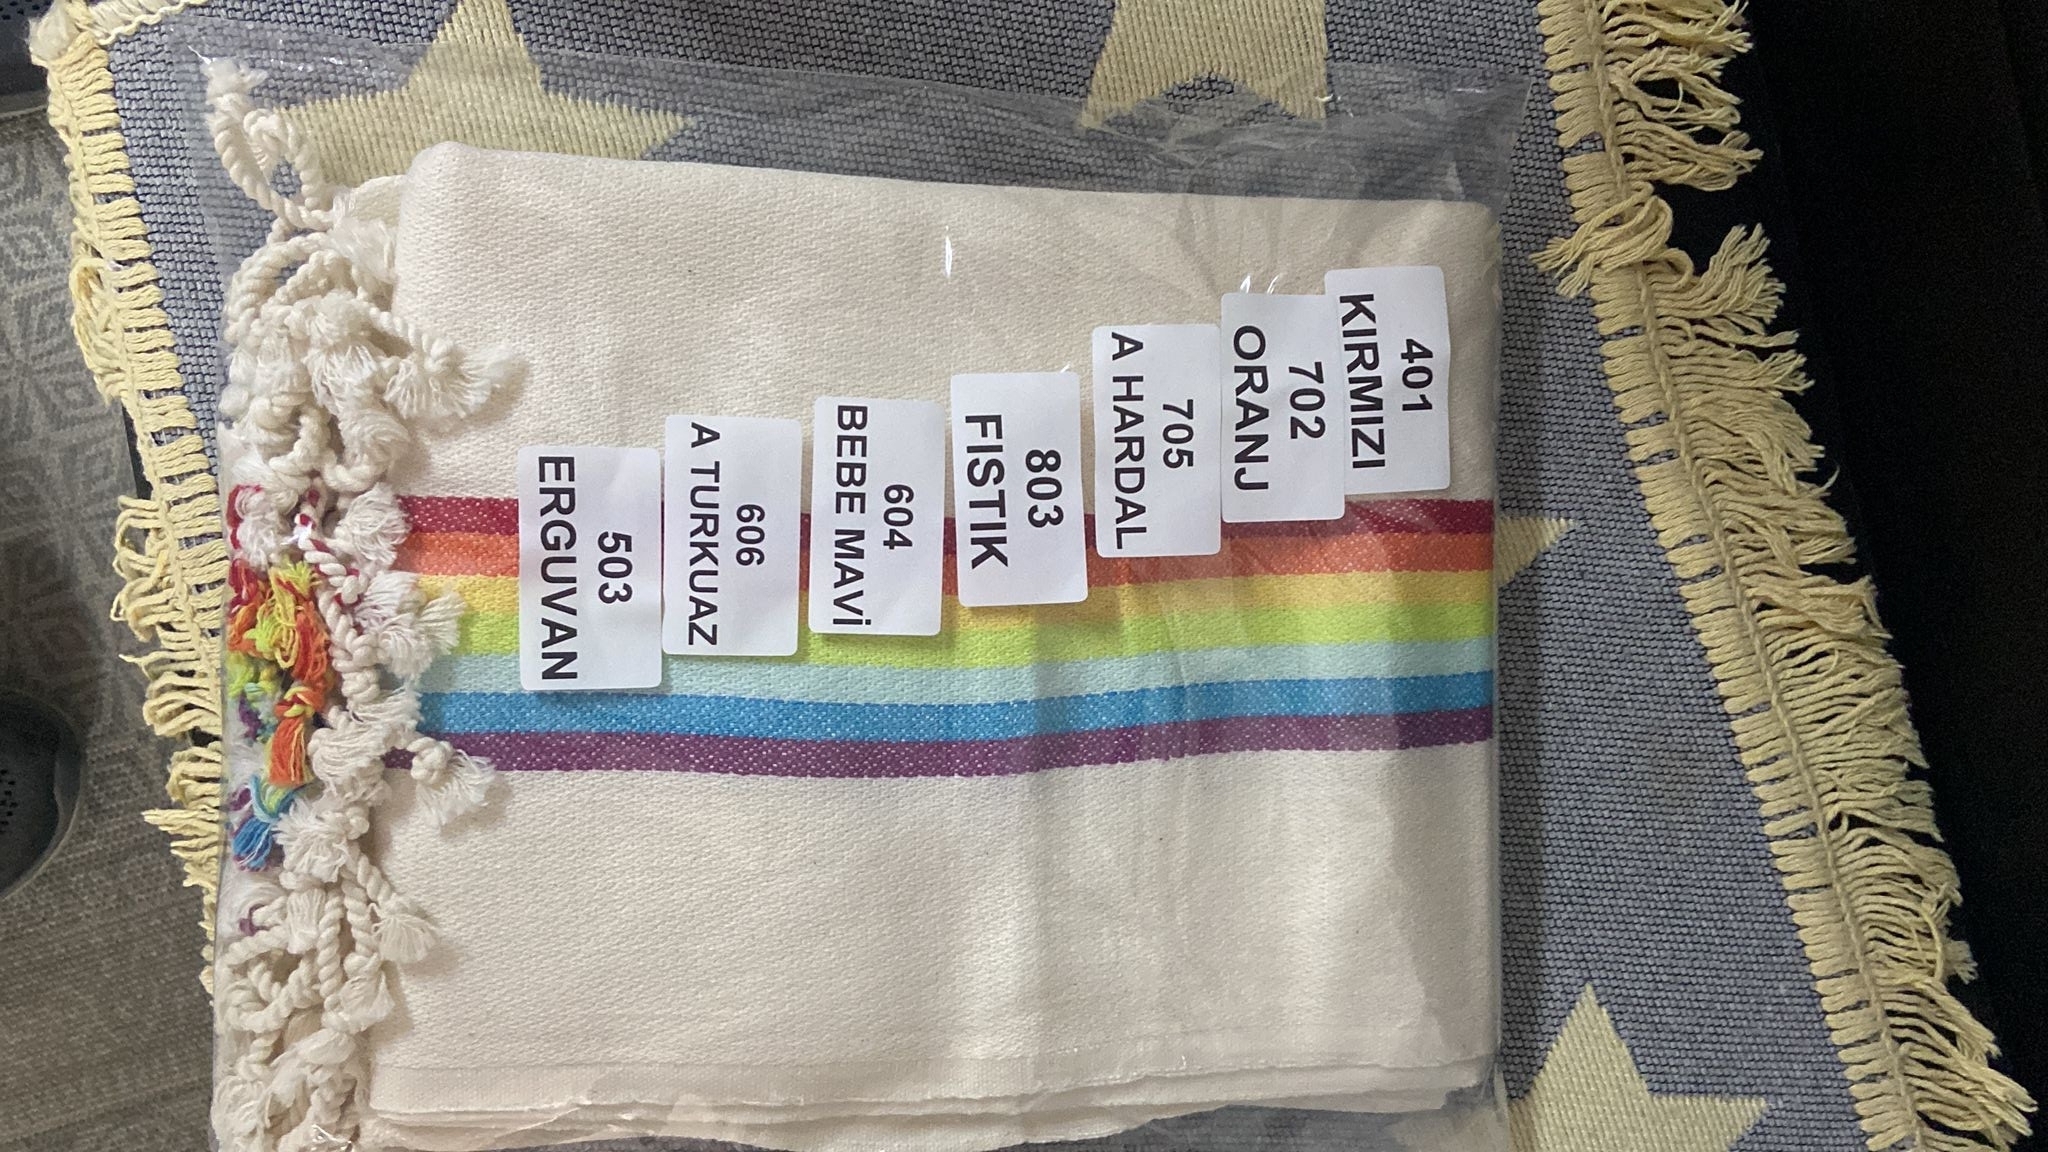 401
KIRMIZI
702
ORANJ
705
A HARDAL
803
FISTIK
604
BEBE MAVİ
606
A TURKUAZ
503
ERGUVAN